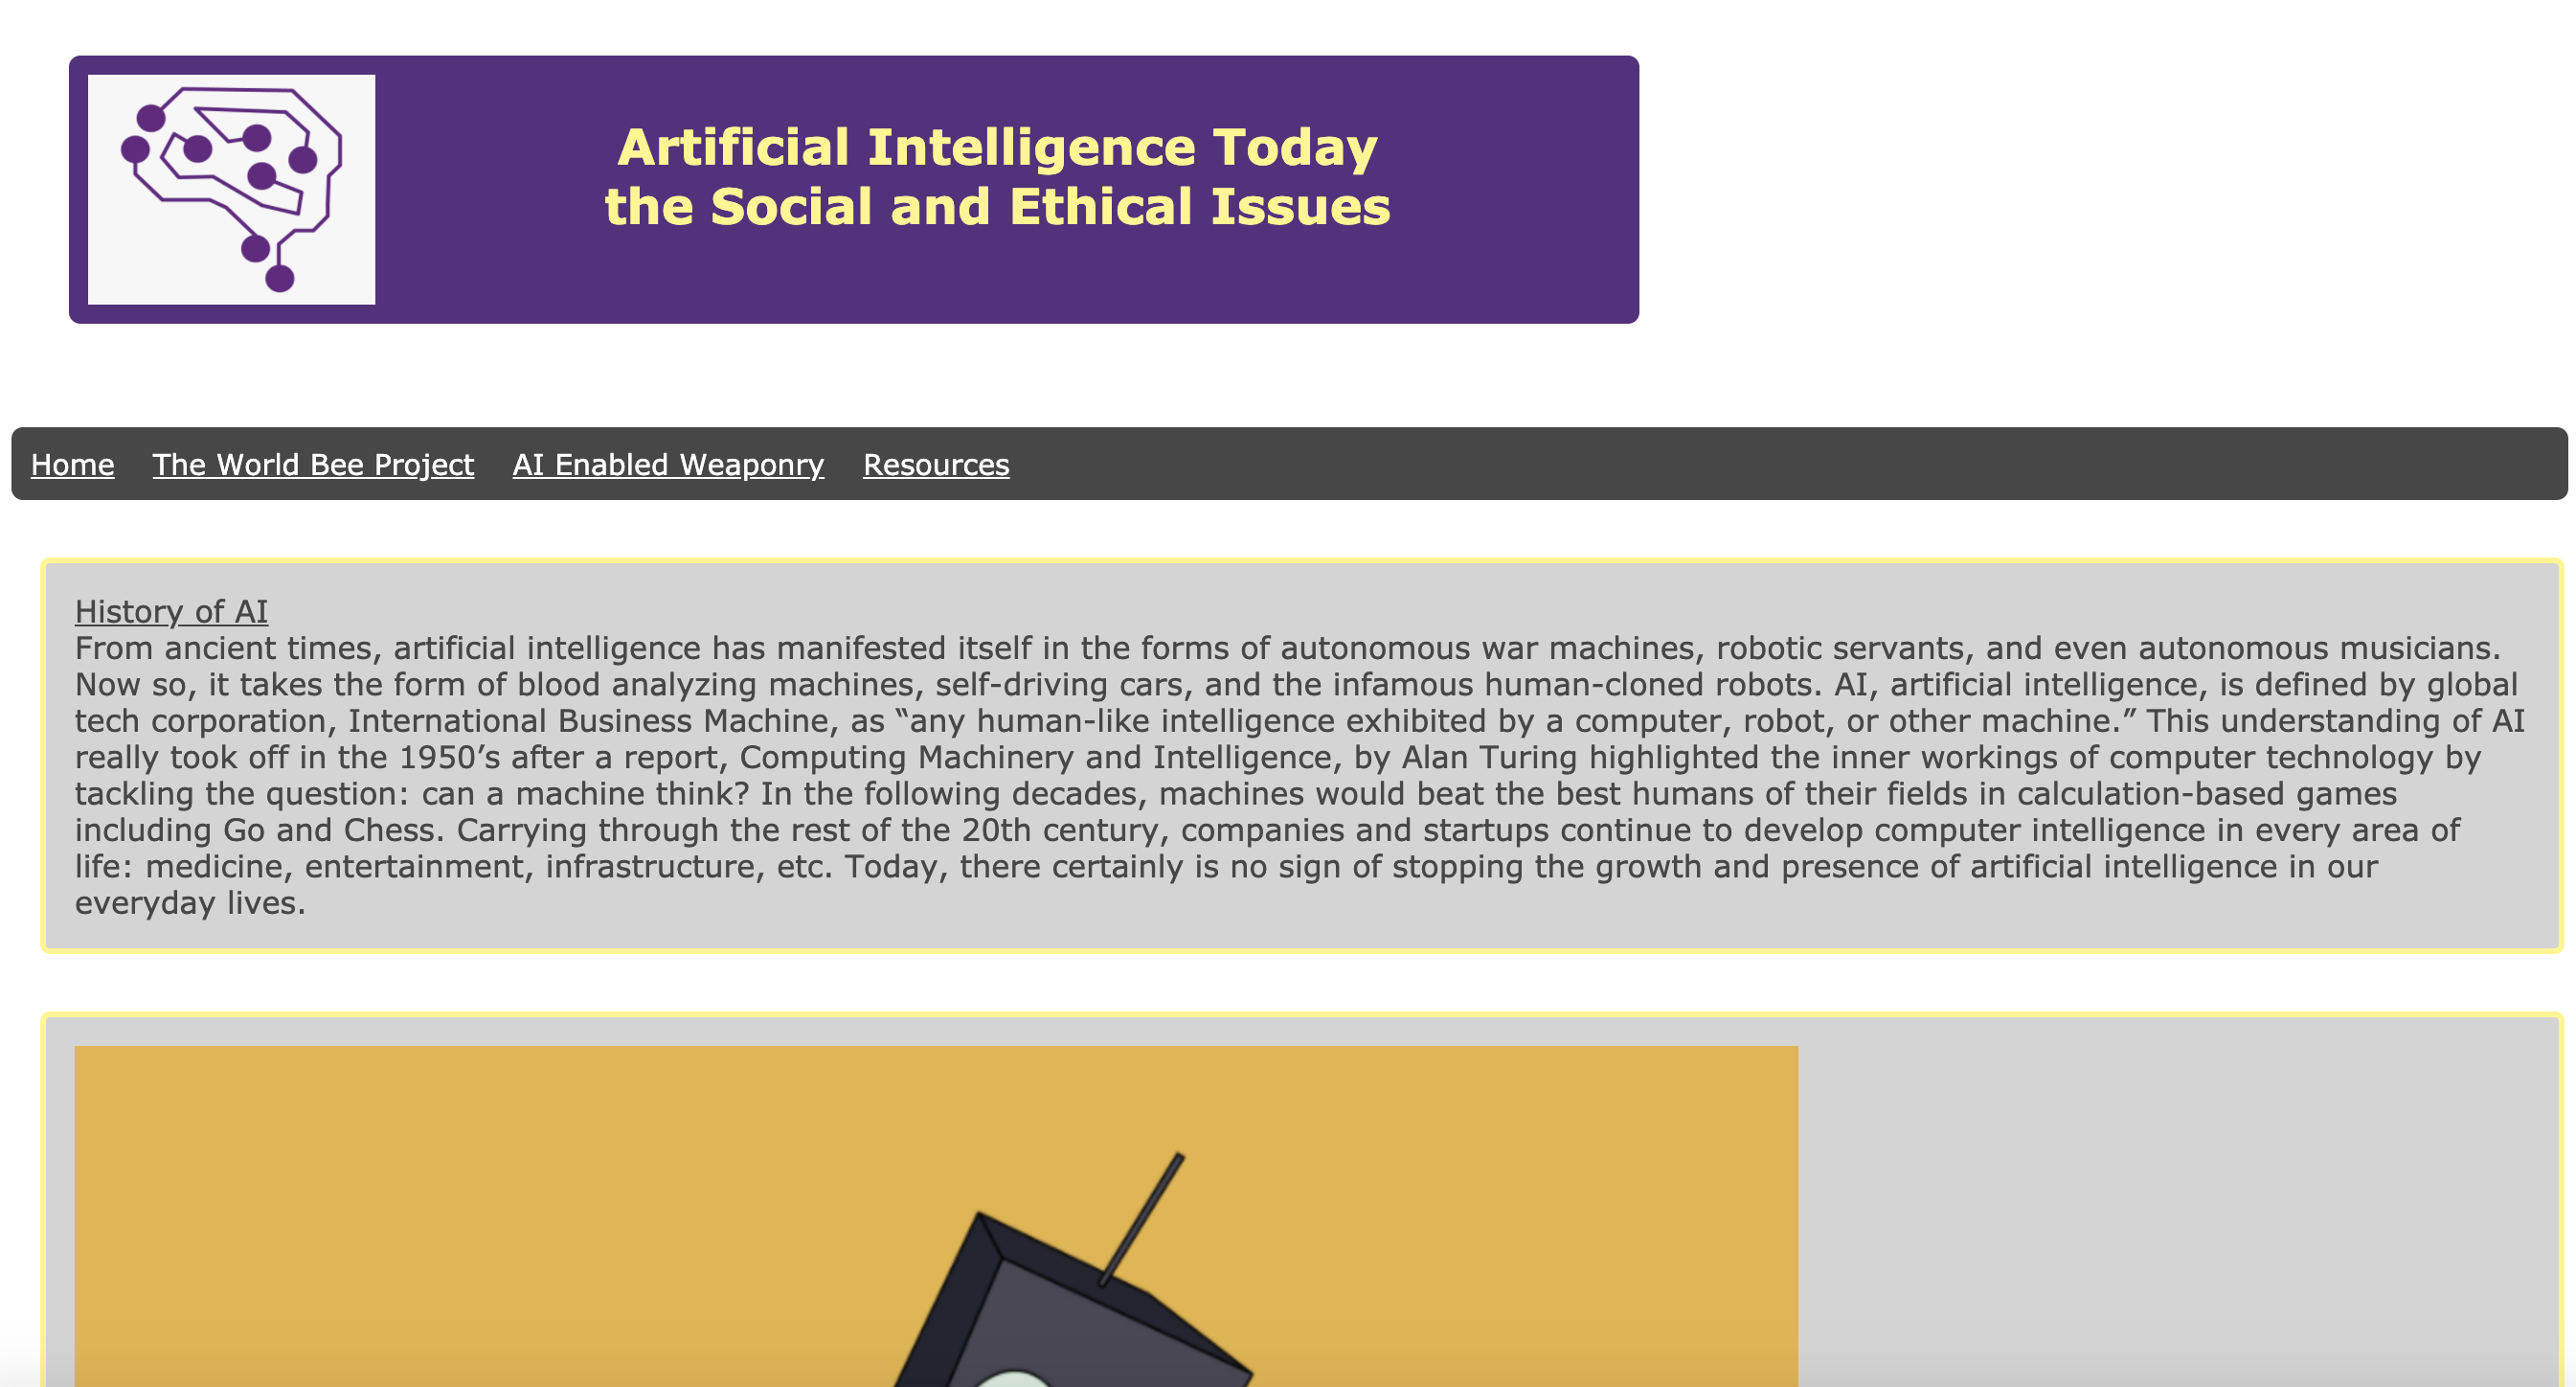 Artificial Intelligence Today
the Social and Ethical Issues
Home The World Bee Project AI Enabled Weaponry Resources
History of AI
From ancient times, artificial intelligence has manifested itself in the forms of autonomous war machines, robotic servants, and even autonomous musicians.
Now so, it takes the form of blood analyzing machines, self-driving cars, and the infamous human-cloned robots. AI, artificial intelligence, is defined by global
tech corporation, International Business Machine, as “any human-like intelligence exhibited by a computer, robot, or other machine.” This understanding of AI
really took off in the 1950’s after a report, Computing Machinery and Intelligence, by Alan Turing highlighted the inner workings of computer technology by
tackling the question: can a machine think? In the following decades, machines would beat the best humans of their fields in calculation-based games
including Go and Chess. Carrying through the rest of the 20th century, companies and startups continue to develop computer intelligence in every area of
life: medicine, entertainment, infrastructure, etc. Today, there certainly is no sign of stopping the growth and presence of artificial intelligence in our
everyday lives.